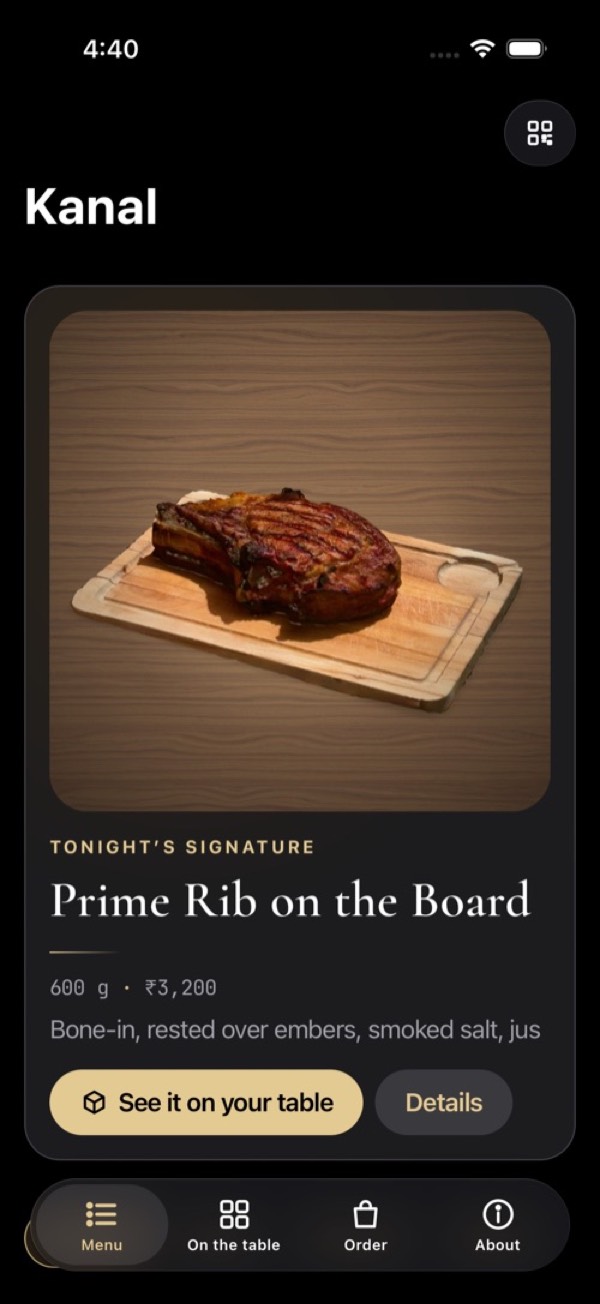 4:40
Kanal
TONIGHT'S SIGNATURE
Prime Rib on the Board
600 g · ₹3,200
Bone-in, rested over embers, smoked salt, jus
See it on your table
Details
Menu
On the table
Order
About